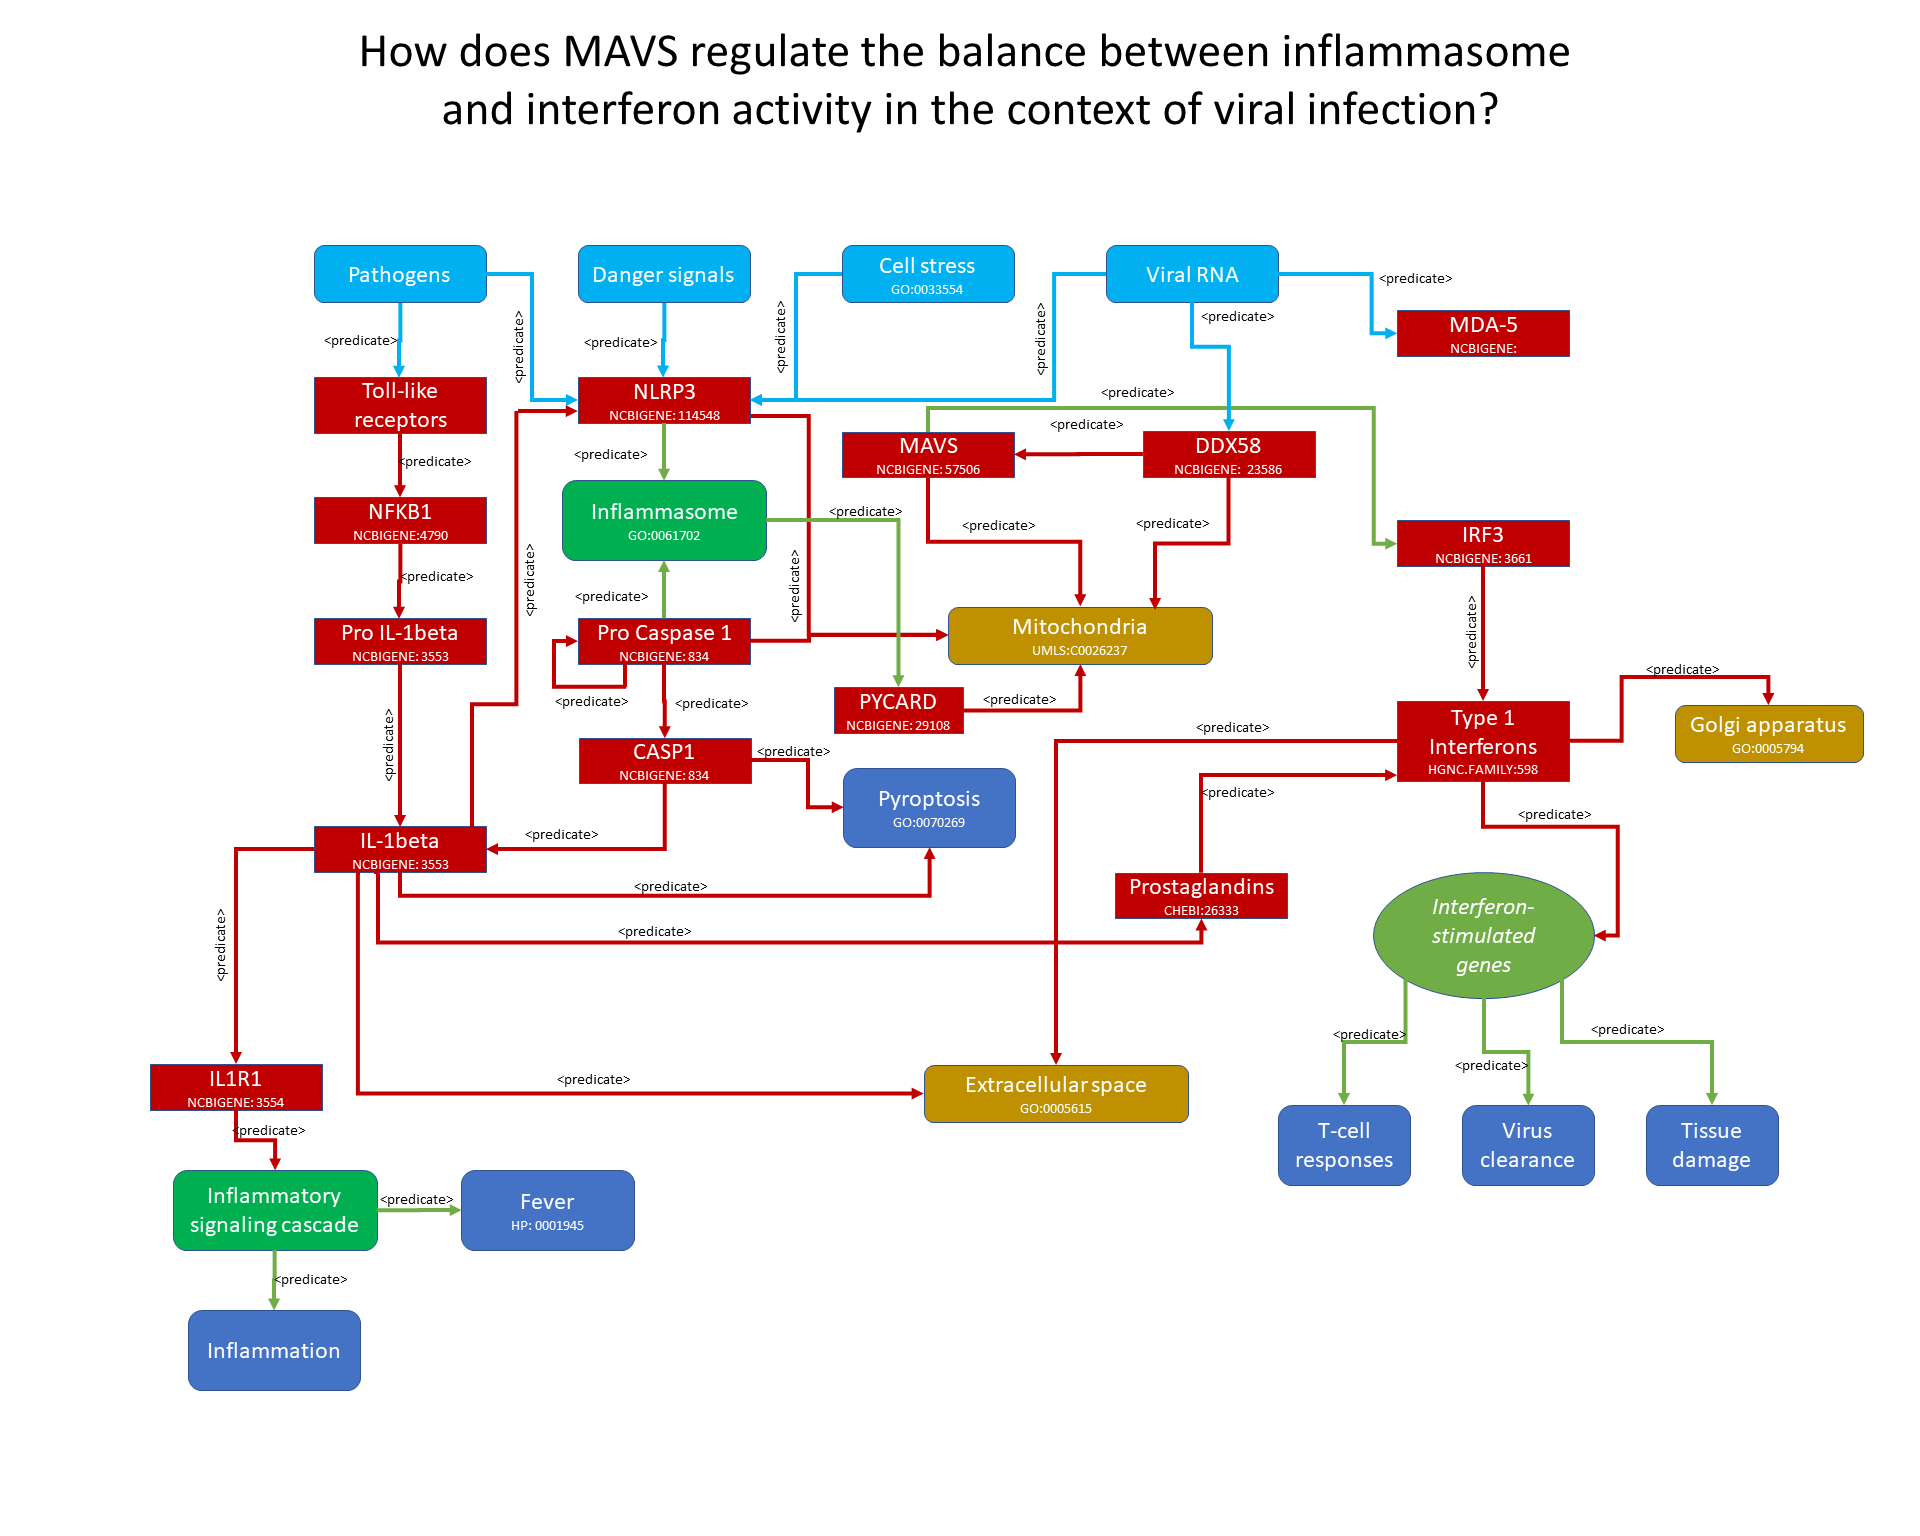 How does MAVS regulate the balance between inflammasome
and interferon activity in the context of viral infection?
Pathogens
Danger signals
Cell stress
GO:0033554
Viral RNA
<predicate>
<predicate>
<predicate>
<predicate>
<predicate>
<predicate>
<predicate>
MDA-5
NCBIGENE:
Toll-like
receptors
NLRP3
NCBIGENE: 114548
<predicate>
<predicate>
<predicate>
<predicate>
MAVS
NCBIGENE: 57506
DDX58
NCBIGENE: 23586
NFKB1
NCBIGENE:4790
Inflammasome
GO:0061702
<predicate>
<predicate>
<predicate>
IRF3
NCBIGENE: 3661
<predicate>
<predicate>
<predicate>
<predicate>
<predicate>
Pro IL-1beta
NCBIGENE: 3553
Pro Caspase 1
NCBIGENE: 834
Mitochondria
UMLS:C0026237
<predicate>
<predicate>
<predicate>
PYCARD
NCBIGENE: 29108
<predicate>
<predicate>
Type 1
Interferons
HGNC.FAMILY:598
Golgi apparatus
GO:0005794
<predicate>
<predicate>
CASP1
NCBIGENE: 834
<predicate>
Pyroptosis
GO:0070269
<predicate>
<predicate>
IL-1beta
NCBIGENE: 3553
<predicate>
<predicate>
Prostaglandins
CHEBI:26333
Interferon-
stimulated
genes
<predicate>
<predicate>
<predicate>
<predicate>
<predicate>
<predicate>
IL1R1
NCBIGENE: 3554
Extracellular space
GO:0005615
<predicate>
T-cell
responses
Virus
clearance
Tissue
damage
Inflammatory
signaling cascade
<predicate>
Fever
HP: 0001945
<predicate>
Inflammation